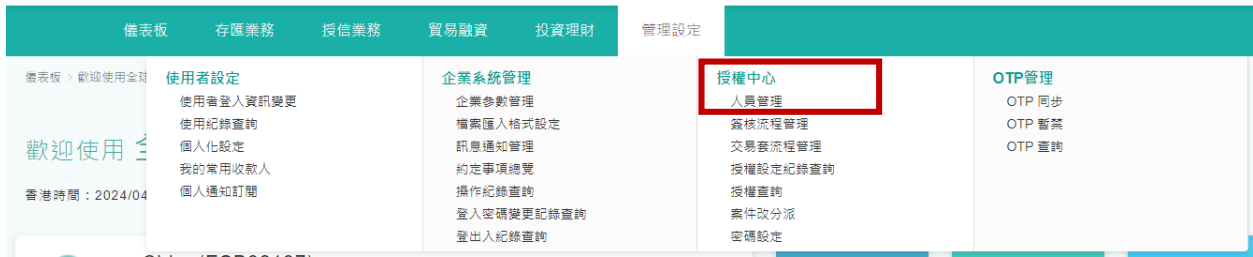 儀表板 存匯業務 授信業務 貿易融資 投資理財 管理設定
儀表板 > 歡迎使用全球
歡迎使用
香港時間：2024/04
使用者設定
使用者登入資訊變更
使用紀錄查詢
個人化設定
我的常用收款人
個人通知訂閱
企業系統管理
企業參數管理
檔案匯入格式設定
訊息通知管理
約定事項總覽
操作紀錄查詢
登入密碼變更記錄查詢
登出入紀錄查詢
授權中心
人員管理
簽核流程管理
交易套流程管理
授權設定紀錄查詢
授權查詢
案件改分派
密碼設定
OTP管理
OTP 同步
OTP 暫禁
OTP 查詢